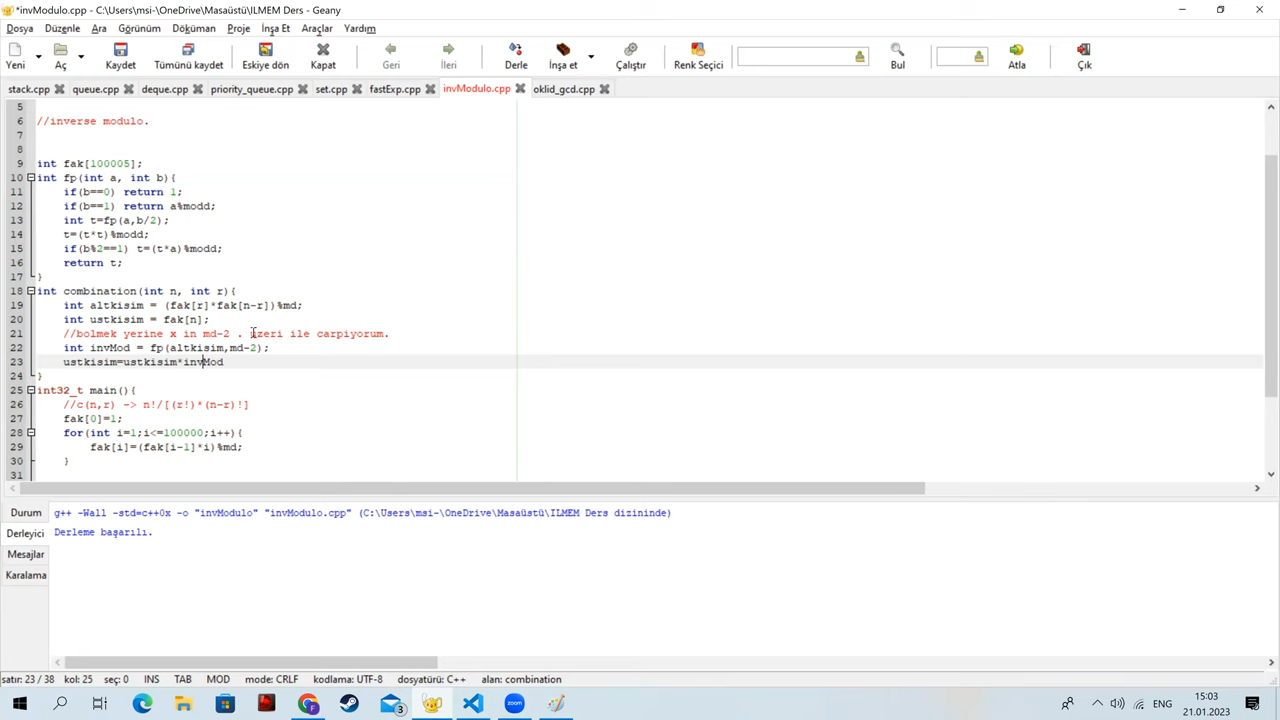 *invModulo.cpp - C:\Users\msi-\OneDrive\Masaüstü\ILMEM Ders - Geany
Dosya Düzenle Ara Görünüm Döküman Proje İnşa Et Araçlar Yardım
Yeni Aç Kaydet Tümünü kaydet Eskiye dön Kapat Geri İleri Derle İnşa et Çalıştır Renk Seçici Bul Atla Çık
stack.cpp queue.cpp deque.cpp priority_queue.cpp set.cpp fastExp.cpp invModulo.cpp oklid_gcd.cpp
5
6 //inverse modulo.
7
8
9 int fak[100005];
10 int fp(int a, int b){
11 if(b==0) return 1;
12 if(b==1) return a%modd;
13 int t=fp(a,b/2);
14 t=(t*t)%modd;
15 if(b%2==1) t=(t*a)%modd;
16 return t;
17 }
18 int combination(int n, int r){
19 int altkisim = (fak[r]*fak[n-r])%md;
20 int ustkisim = fak[n];
21 //bolmek yerine x in md-2 . üzeri ile carpiyorum.
22 int invMod = fp(altkisim,md-2);
23 ustkisim=ustkisim*invMod
24 }
25 int32_t main(){
26 //c(n,r) -> n!/[(r!)*(n-r)!]
27 fak[0]=1;
28 for(int i=1;i<=100000;i++){
29 fak[i]=(fak[i-1]*i)%md;
30 }
31
Durum g++ -Wall -std=c++0x -o "invModulo" "invModulo.cpp" (C:\Users\msi-\OneDrive\Masaüstü\ILMEM Ders dizininde)
Derleyici Derleme başarılı.
Mesajlar
Karalama
satır: 23 / 38 kol: 25 seç: 0 INS TAB MOD mode: CRLF kodlama: UTF-8 dosyatürü: C++ alan: combination
3 zoom ENG 15:03
21.01.2023